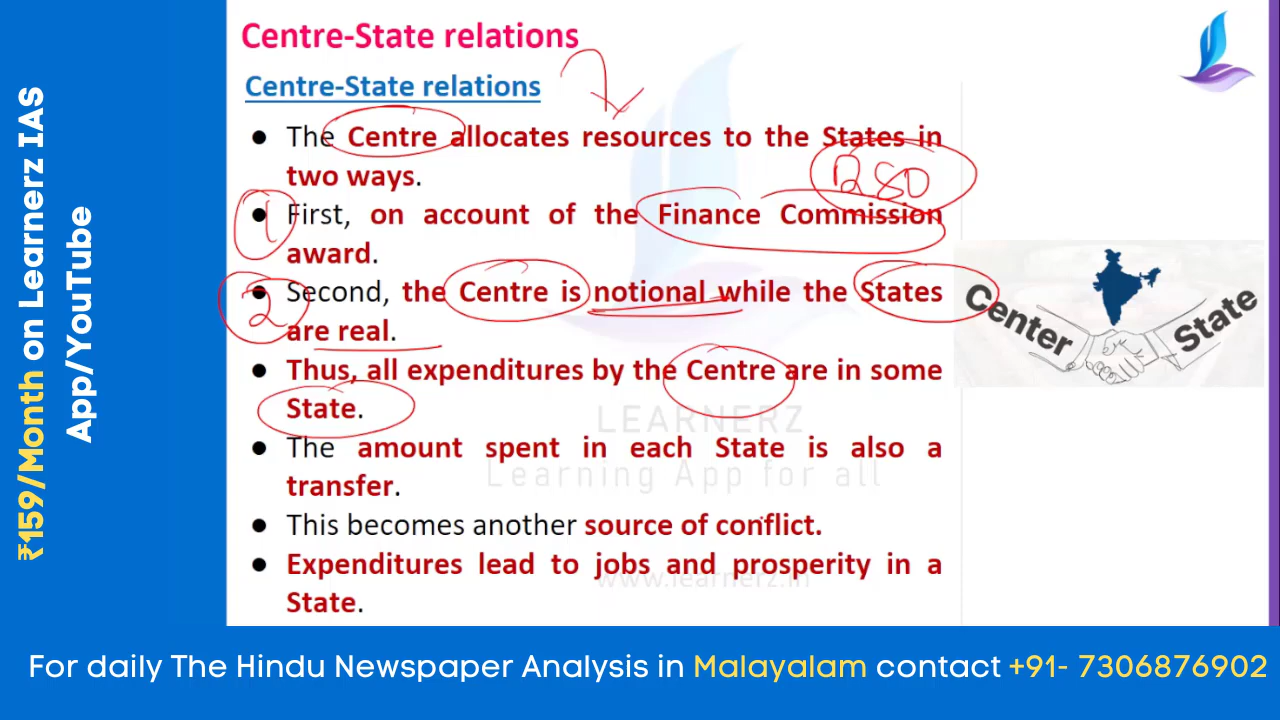 ₹159/Month on Learnerz IAS
App/YouTube
Centre-State relations
Centre-State relations
● The Centre allocates resources to the States in
two ways.
280
1
● First, on account of the Finance Commission
award.
2
● Second, the Centre is notional while the States
are real.
● Thus, all expenditures by the Centre are in some
State.
● The amount spent in each State is also a
transfer.
● This becomes another source of conflict.
● Expenditures lead to jobs and prosperity in a
State.
Center
State
LEARNERZ
Learning App for all
www.learnerz.in
For daily The Hindu Newspaper Analysis in Malayalam contact +91- 7306876902